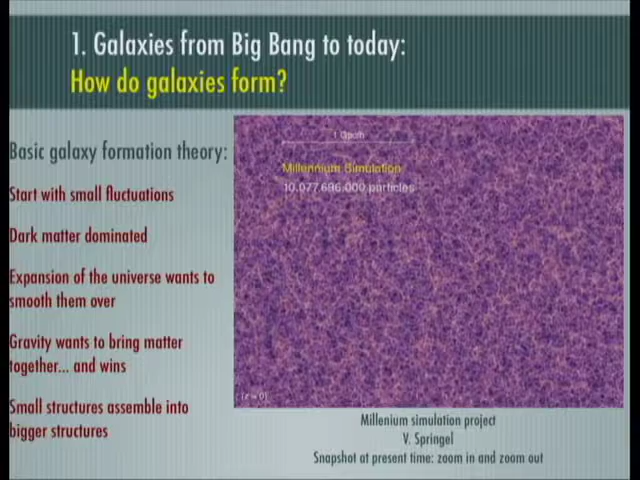 1. Galaxies from Big Bang to today:
How do galaxies form?
Basic galaxy formation theory:
Start with small fluctuations
Dark matter dominated
Expansion of the universe wants to
smooth them over
Gravity wants to bring matter
together... and wins
Small structures assemble into
bigger structures
1 Gpc/h
Millennium Simulation
10.077.696.000 particles
(z = 0)
Millenium simulation project
V. Springel
Snapshot at present time: zoom in and zoom out